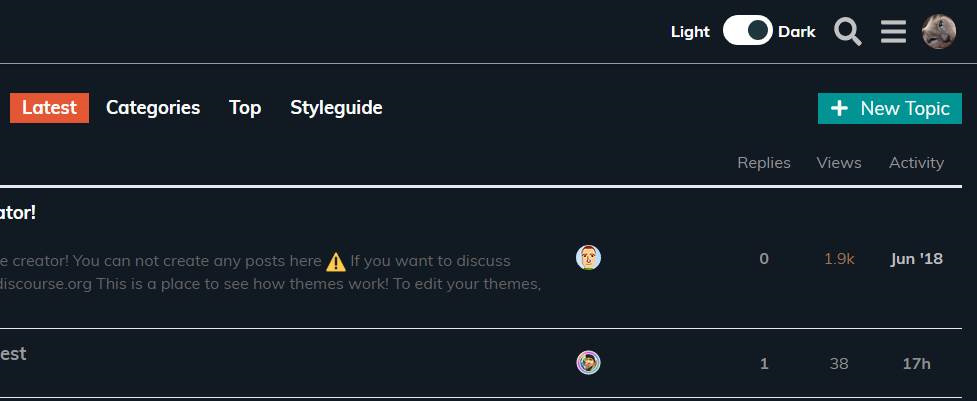 Light Dark
Latest Categories Top Styleguide + New Topic
Replies Views Activity
ator!
e creator! You can not create any posts here ⚠️ If you want to discuss
discourse.org This is a place to see how themes work! To edit your themes,
0 1.9k Jun '18
est
1 38 17h